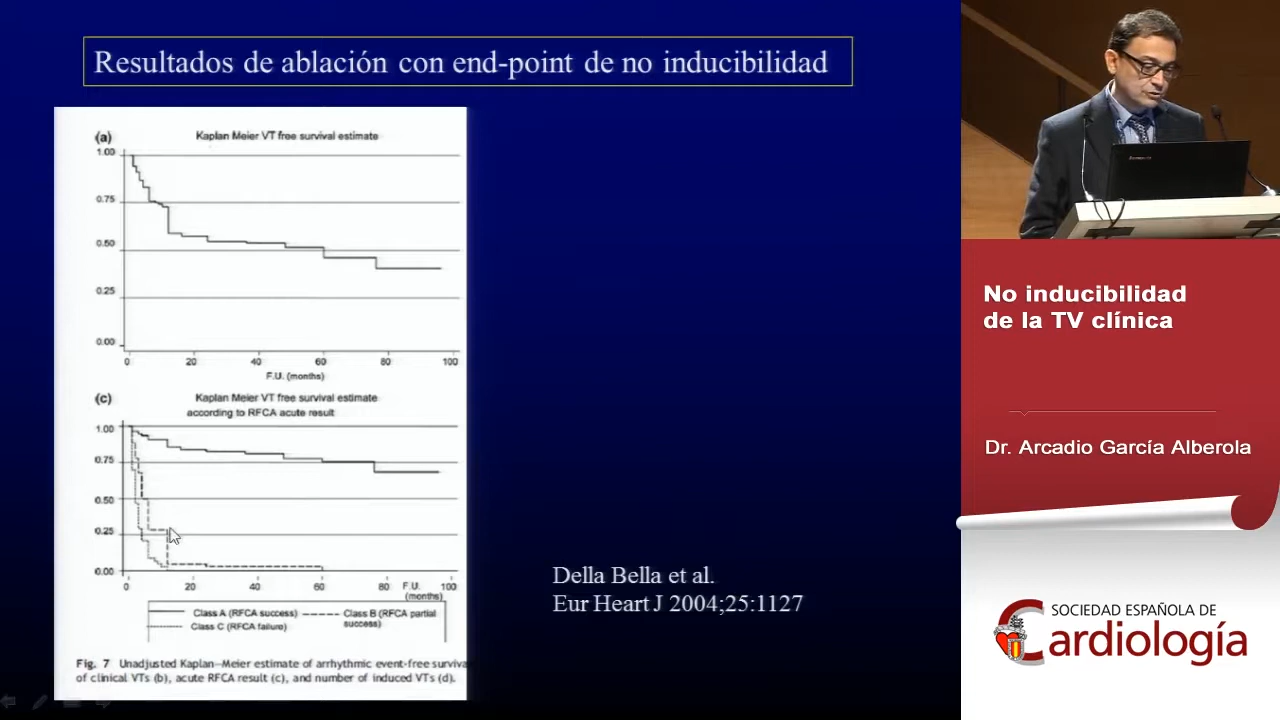 Resultados de ablación con end-point de no inducibilidad
(a)
Kaplan Meier VT free survival estimate
1.00
0.75
0.50
0.25
0.00
0 20 40 60 80 100
F.U. (months)
(c)
Kaplan Meier VT free survival estimate
according to RFCA acute result
1.00
0.75
0.50
0.25
0.00
0 20 40 60 80 F.U. 100
(months)
Class A (RFCA success) Class B (RFCA partial
success)
Class C (RFCA failure)
Fig. 7 Unadjusted Kaplan–Meier estimate of arrhythmic event-free surviva
of clinical VTs (b), acute RFCA result (c), and number of induced VTs (d).
Della Bella et al.
Eur Heart J 2004;25:1127
No inducibilidad
de la TV clínica
Dr. Arcadio García Alberola
SOCIEDAD ESPAÑOLA DE
Cardiología